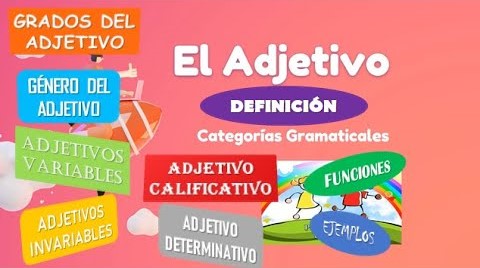 GRADOS DEL
ADJETIVO
El Adjetivo
GÉNERO DEL
ADJETIVO
DEFINICIÓN
Categorías Gramaticales
ADJETIVOS
VARIABLES
ADJETIVO
CALIFICATIVO
FUNCIONES
ADJETIVOS
INVARIABLES
ADJETIVO
DETERMINATIVO
EJEMPLOS